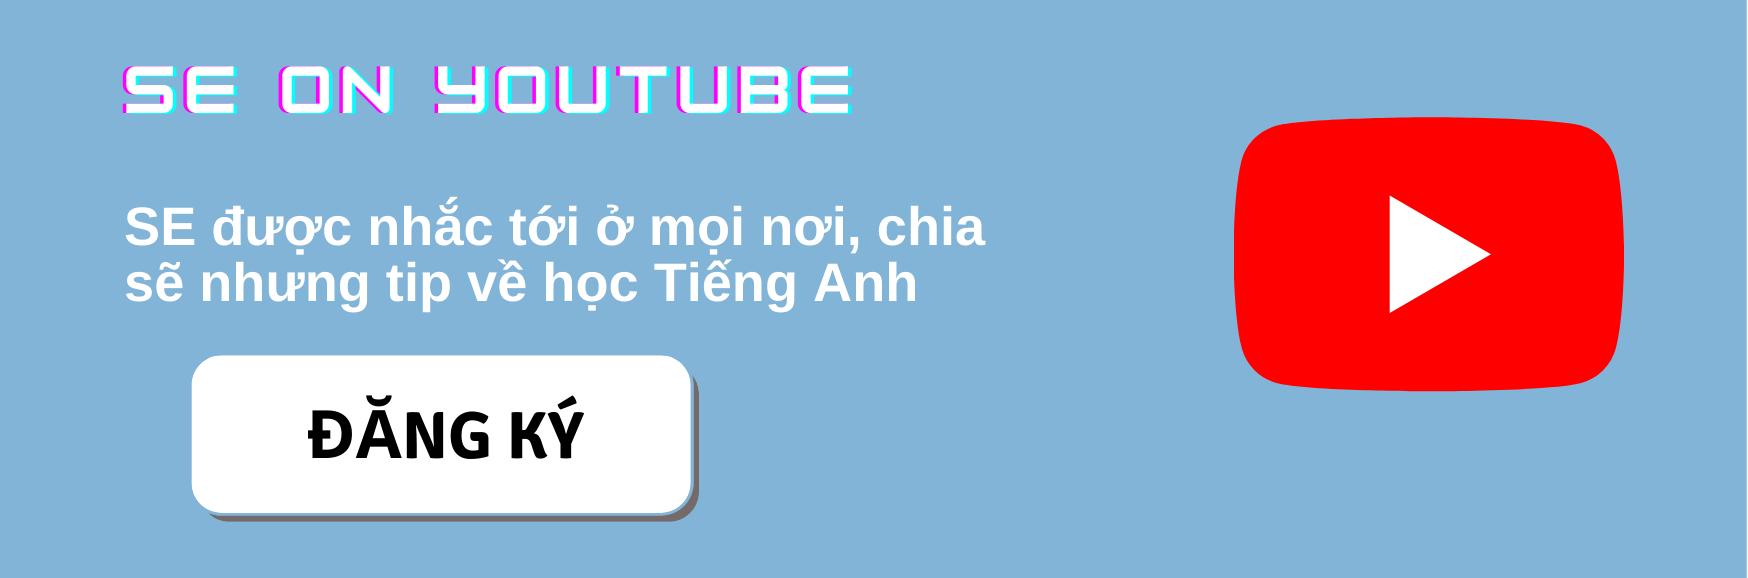 SE ON YOUTUBE
SE được nhắc tới ở mọi nơi, chia
sẽ nhưng tip về học Tiếng Anh
ĐĂNG KÝ